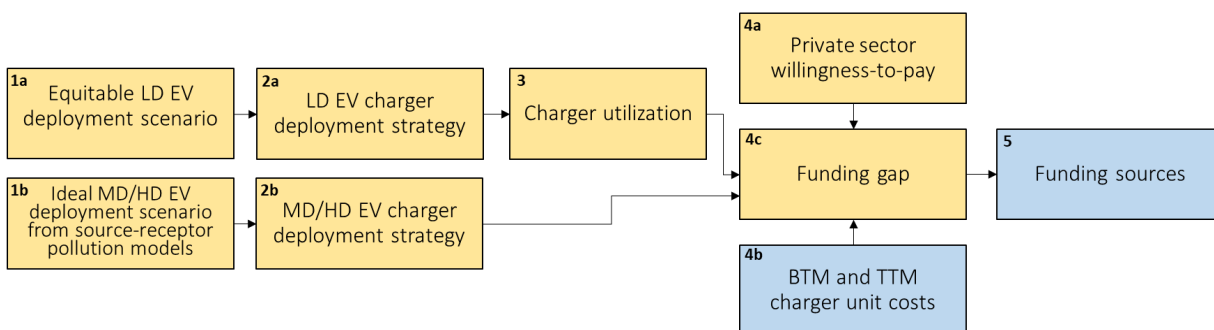 1a
Equitable LD EV
deployment scenario
2a
LD EV charger
deployment strategy
3
Charger utilization
4a
Private sector
willingness-to-pay
1b
Ideal MD/HD EV
deployment scenario
from source-receptor
pollution models
2b
MD/HD EV charger
deployment strategy
4c
Funding gap
5
Funding sources
4b
BTM and TTM
charger unit costs